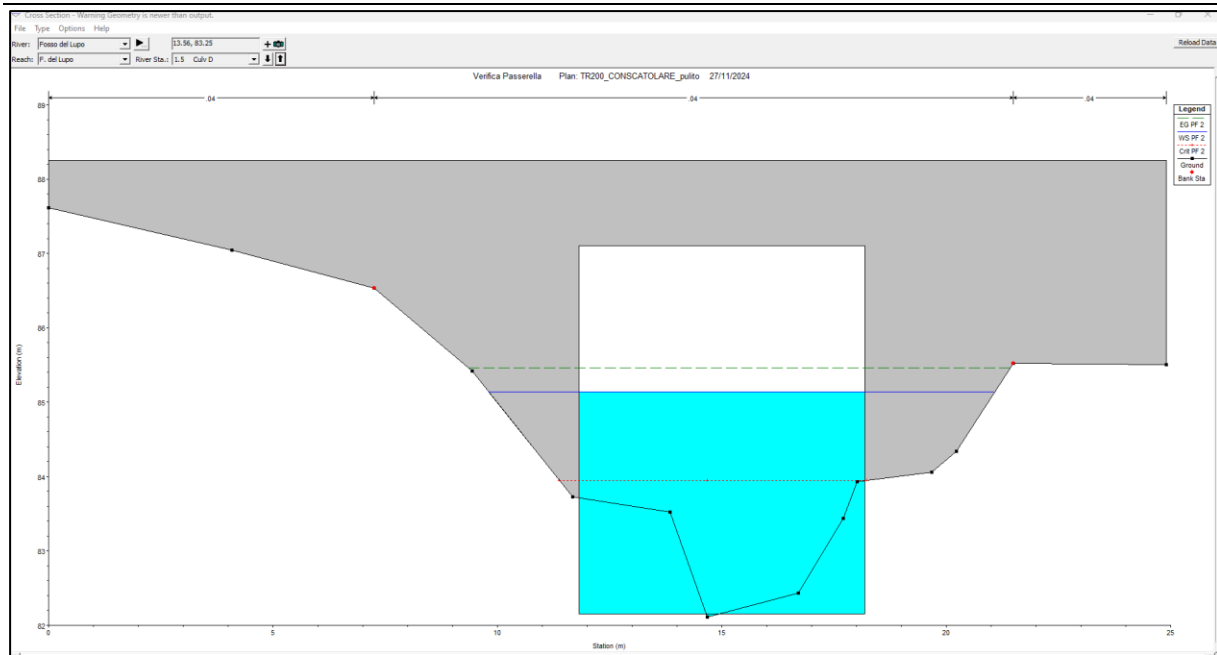 Cross Section - Warning Geometry is newer than output.
File Type Options Help
River: Fosso del Lupo 13.56, 83.25 Reload Data
Reach: F. del Lupo River Sta.: 1.5 Culv D
Verifica Passerella Plan: TR200_CONSCATOLARE_pulito 27/11/2024
.04 .04 .04
Legend
EG PF 2
WS PF 2
Crit PF 2
Ground
Bank Sta
Elevation (m)
89
88
87
86
85
84
83
82
0 5 10 15 20 25
Station (m)